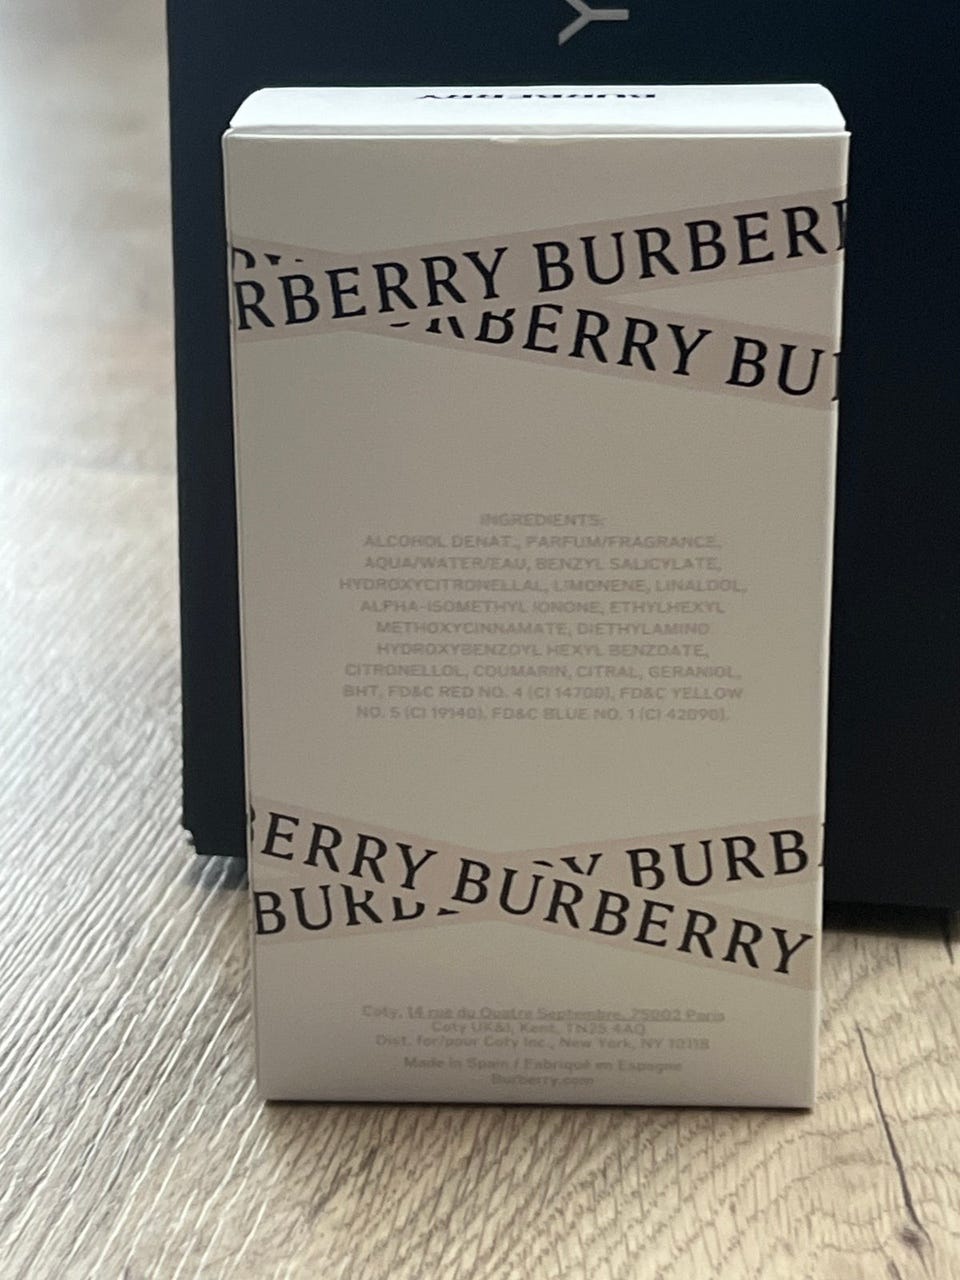 Y
BURBERRY
RBERRY BURBER
RBERRY BU
INGREDIENTS:
ALCOHOL DENAT., PARFUM/FRAGRANCE,
AQUA/WATER/EAU, BENZYL SALICYLATE,
HYDROXYCITRONELLAL, LIMONENE, LINALOOL,
ALPHA-ISOMETHYL IONONE, ETHYLHEXYL
METHOXYCINNAMATE, DIETHYLAMINO
HYDROXYBENZOYL HEXYL BENZOATE,
CITRONELLOL, COUMARIN, CITRAL, GERANIOL,
BHT, FD&C RED NO. 4 (CI 14700), FD&C YELLOW
NO. 5 (CI 19140), FD&C BLUE NO. 1 (CI 42090).
BERRY BURBERRY
BURB
BURB
Coty, 14 rue du Quatre Septembre, 75002 Paris
Coty UK&I, Kent, TN25 4AQ
Dist. for/pour Coty Inc., New York, NY 10118
Made in Spain / Fabriqué en Espagne
Burberry.com